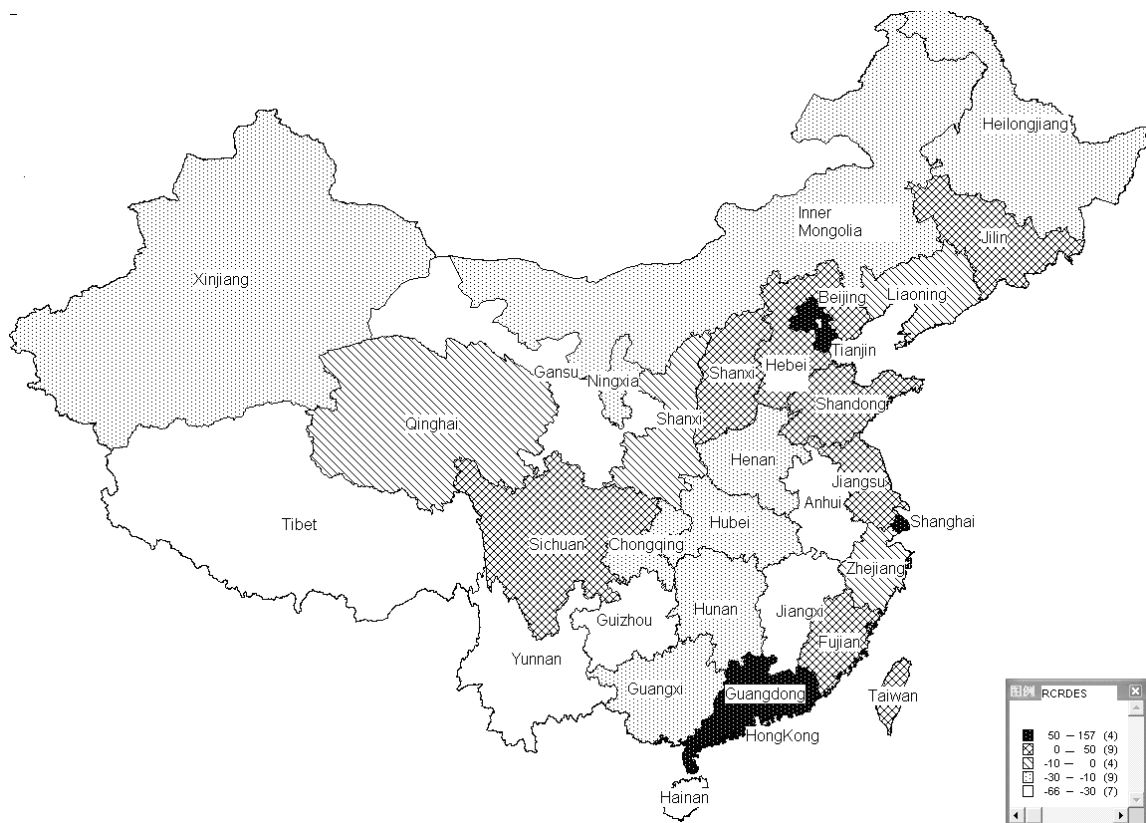 Heilongjiang
Inner
Mongolia
Jilin
Xinjiang
Beijing
Liaoning
Tianjin
Gansu
Ningxia
Shanxi
Hebei
Shandong
Qinghai
Shanxi
Henan
Jiangsu
Anhui
Tibet
Hubei
Shanghai
Sichuan
Chongqing
Zhejiang
Guizhou
Hunan
Jiangxi
Fujian
Yunnan
Guangxi
Guangdong
Taiwan
HongKong
Hainan
图例 RCRDES
50 – 157 (4)
0 – 50 (9)
-10 – 0 (4)
-30 – -10 (9)
-66 – -30 (7)